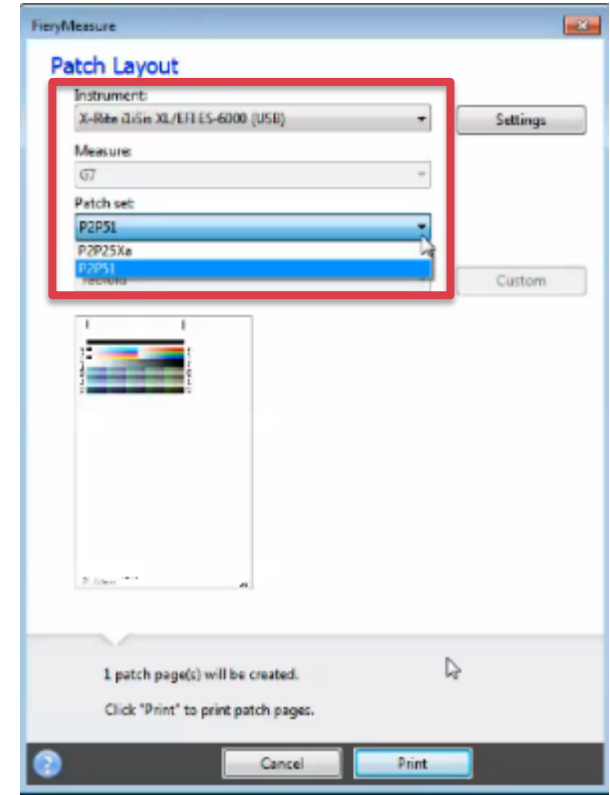 FieryMeasure
Patch Layout
Instrument:
X-Rite i1iSis XL/EFI ES-6000 (USB)
Settings
Measure:
G7
Patch set:
P2P51
P2P25Xa
P2P51
Tabloid
Custom
1 patch page(s) will be created.
Click "Print" to print patch pages.
Cancel
Print